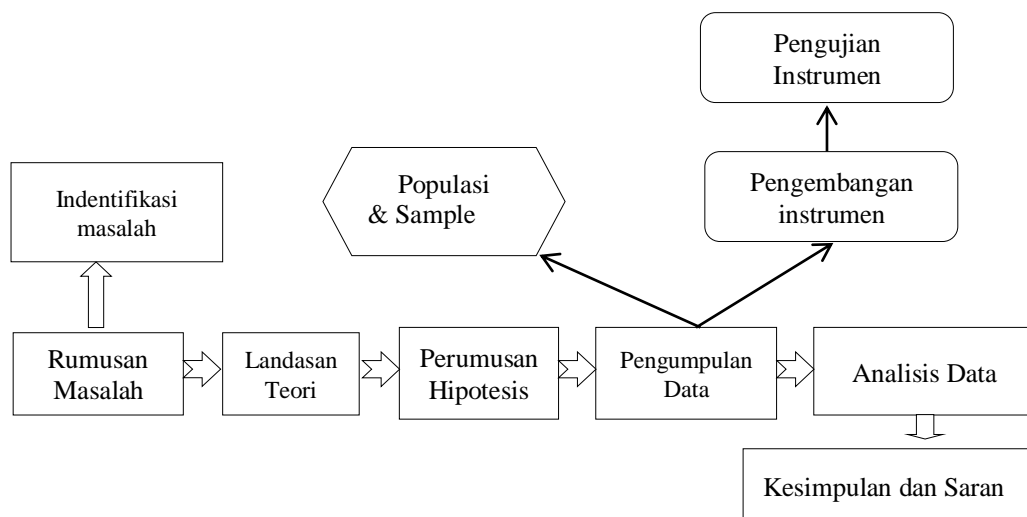 Pengujian
Instrumen
Populasi
& Sample
Pengembangan
instrumen
Indentifikasi
masalah
Rumusan
Masalah
Landasan
Teori
Perumusan
Hipotesis
Pengumpulan
Data
Analisis Data
Kesimpulan dan Saran